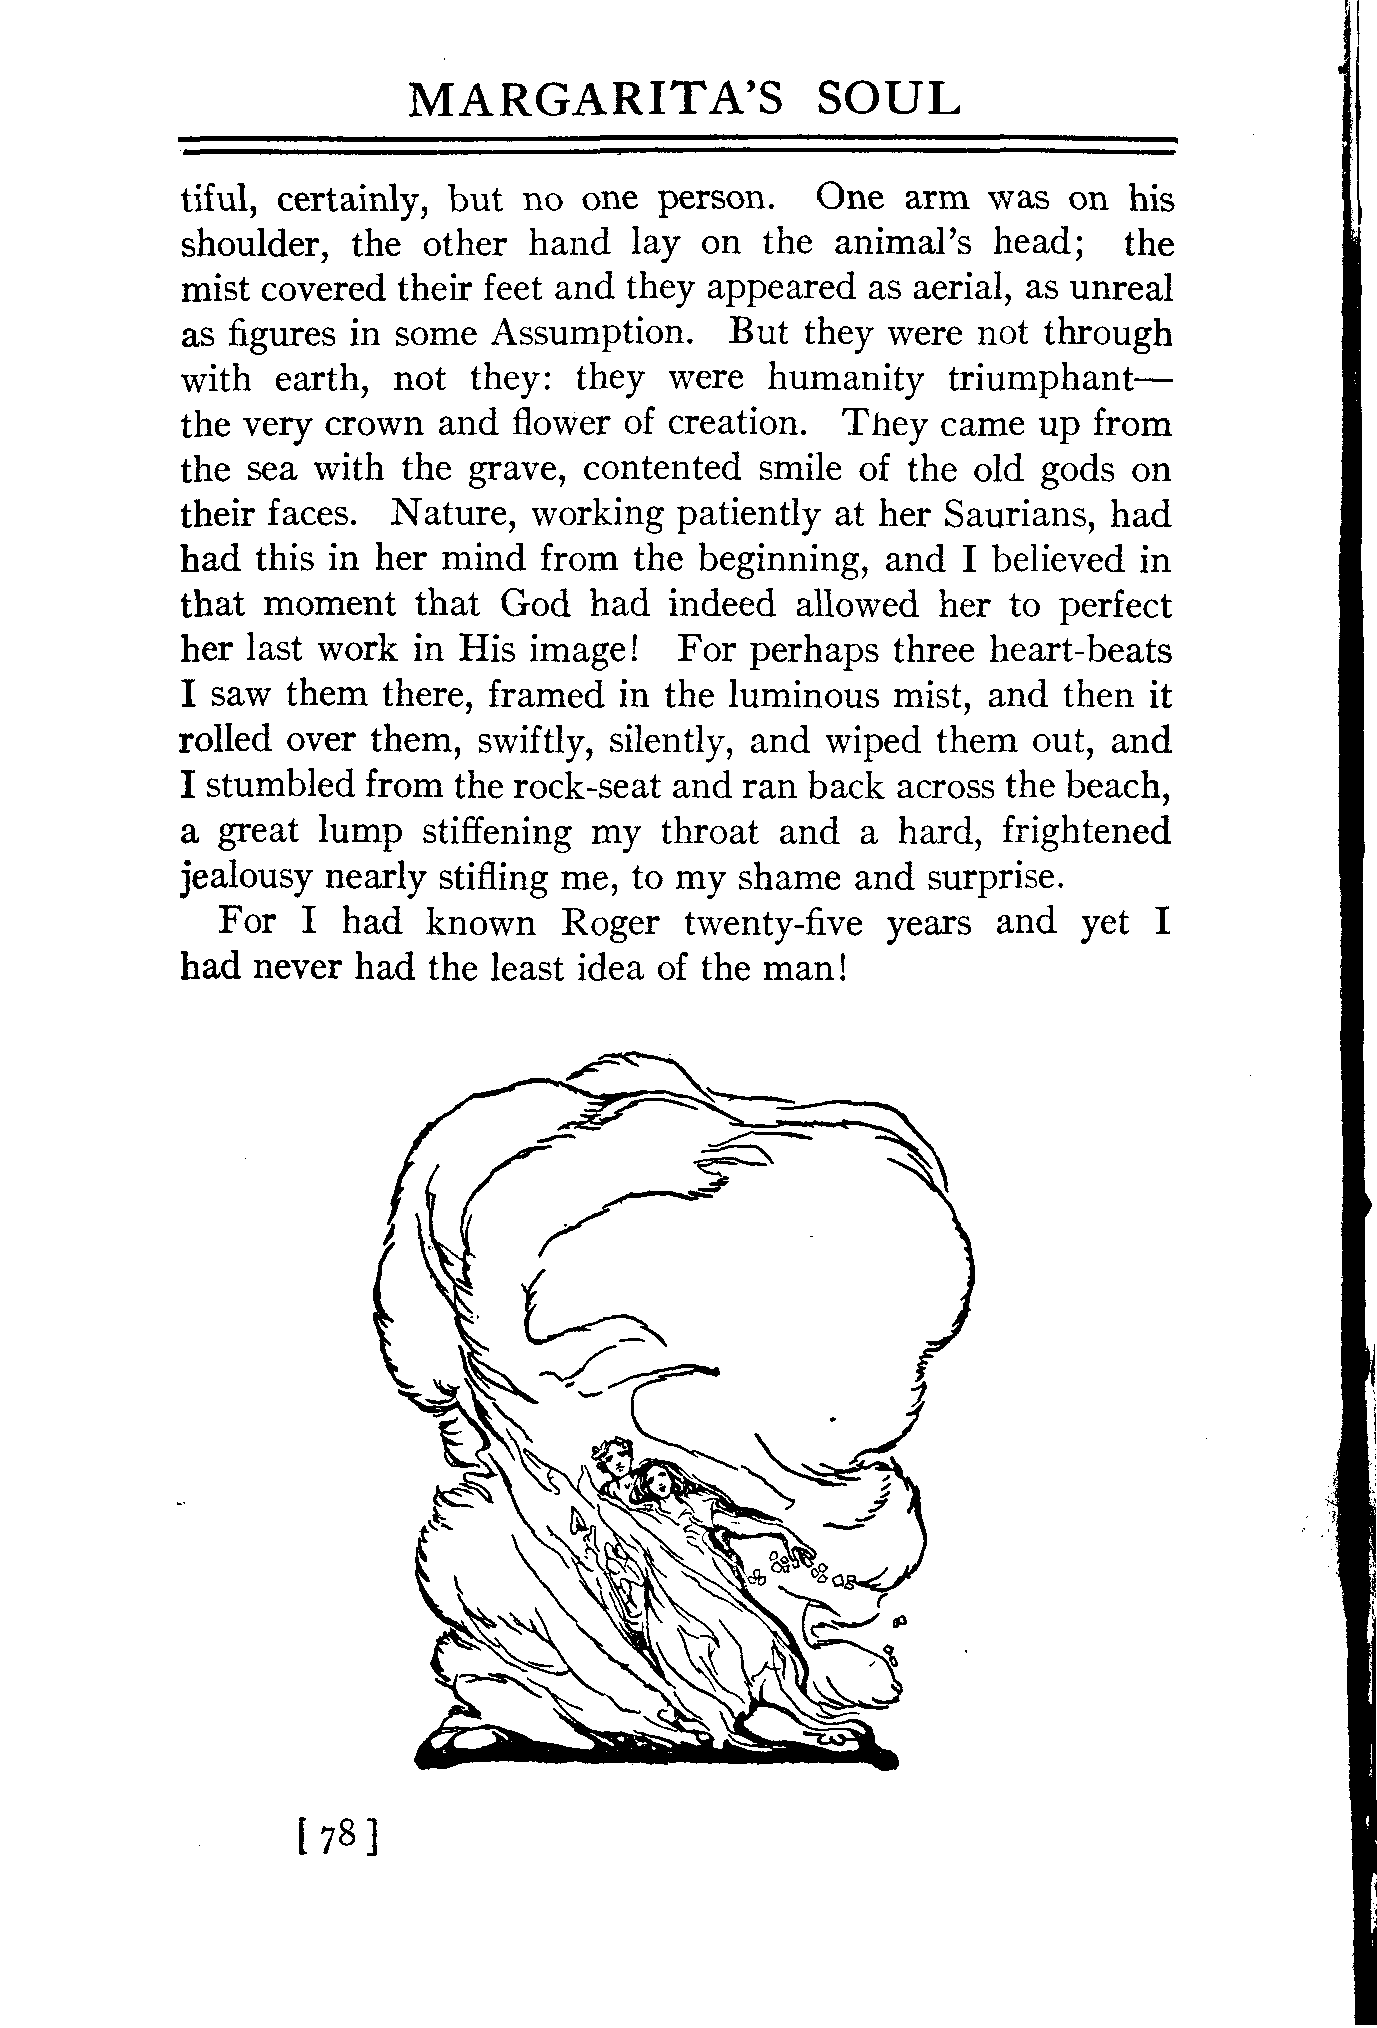 MARGARITA'S SOUL
tiful, certainly, but no one person. One arm was on his
shoulder, the other hand lay on the animal's head; the
mist covered their feet and they appeared as aerial, as unreal
as figures in some Assumption. But they were not through
with earth, not they: they were humanity triumphant—
the very crown and flower of creation. They came up from
the sea with the grave, contented smile of the old gods on
their faces. Nature, working patiently at her Saurians, had
had this in her mind from the beginning, and I believed in
that moment that God had indeed allowed her to perfect
her last work in His image! For perhaps three heart-beats
I saw them there, framed in the luminous mist, and then it
rolled over them, swiftly, silently, and wiped them out, and
I stumbled from the rock-seat and ran back across the beach,
a great lump stiffening my throat and a hard, frightened
jealousy nearly stifling me, to my shame and surprise.
For I had known Roger twenty-five years and yet I
had never had the least idea of the man!
[ 78 ]